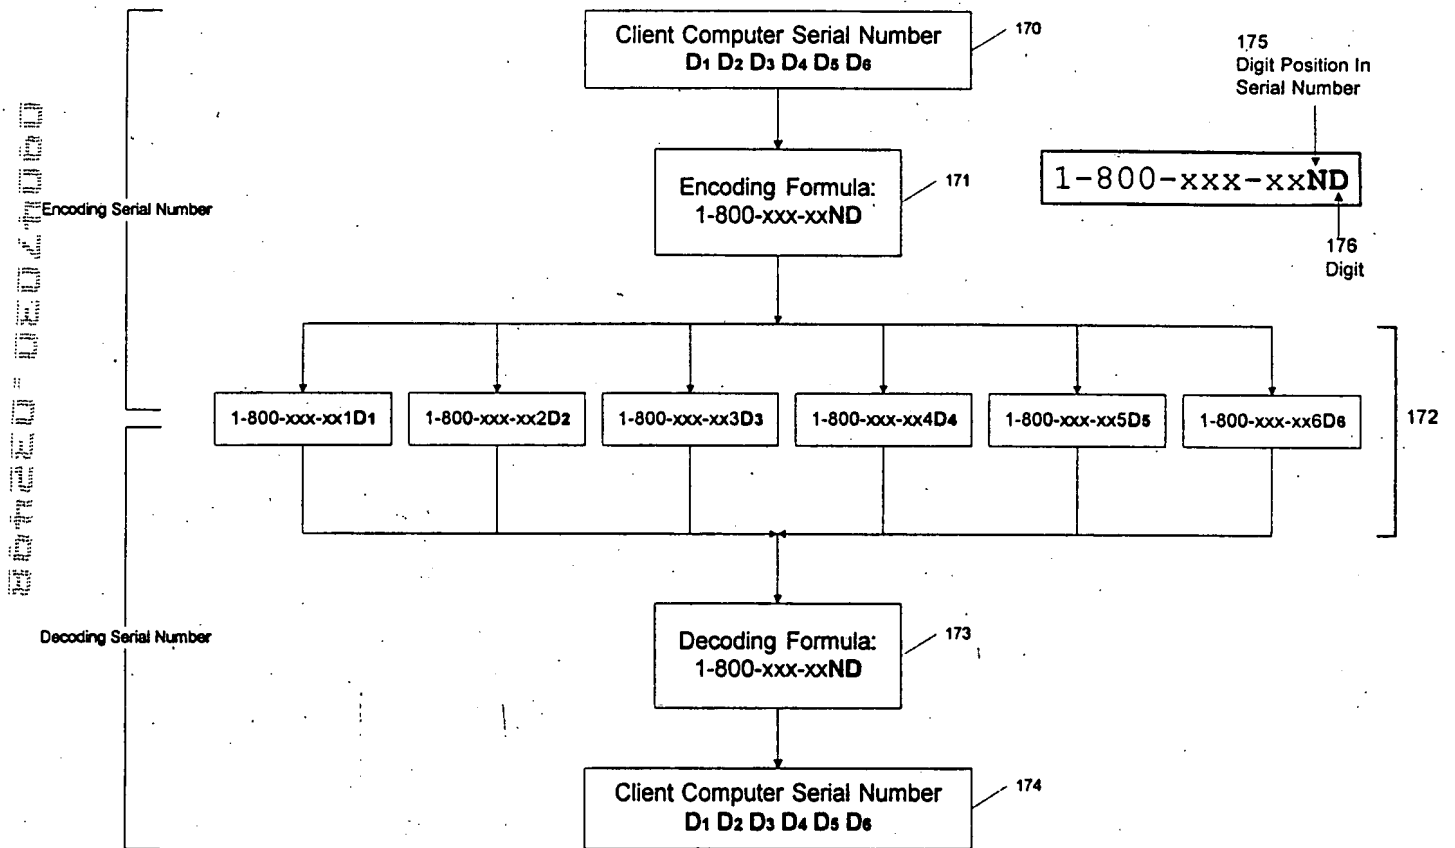 Client Computer Serial Number
D1 D2 D3 D4 D5 D6
170
175
Digit Position In
Serial Number
Encoding Formula:
1-800-xxx-xxND
171
1-800-xxx-xxND
176
Digit
Encoding Serial Number
1-800-xxx-xx1D1
1-800-xxx-xx2D2
1-800-xxx-xx3D3
1-800-xxx-xx4D4
1-800-xxx-xx5D5
1-800-xxx-xx6D6
172
Decoding Serial Number
Decoding Formula:
1-800-xxx-xxND
173
Client Computer Serial Number
D1 D2 D3 D4 D5 D6
174